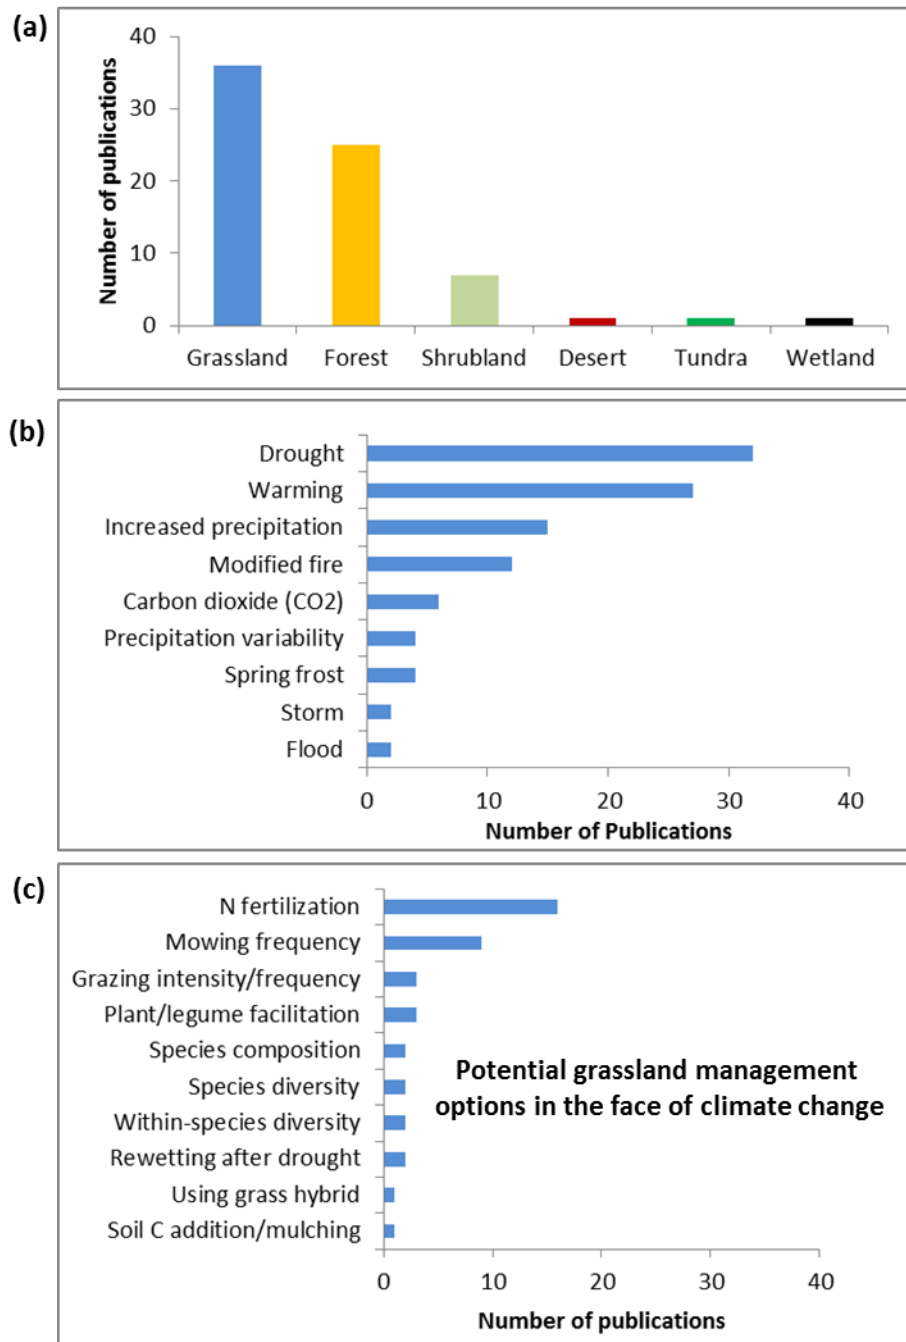 (a)
Number of publications
40
30
20
10
0
Grassland Forest Shrubland Desert Tundra Wetland
(b)
Drought
Warming
Increased precipitation
Modified fire
Carbon dioxide (CO2)
Precipitation variability
Spring frost
Storm
Flood
0 10 20 30 40
Number of Publications
(c)
N fertilization
Mowing frequency
Grazing intensity/frequency
Plant/legume facilitation
Species composition
Species diversity
Within-species diversity
Rewetting after drought
Using grass hybrid
Soil C addition/mulching
Potential grassland management
options in the face of climate change
0 10 20 30 40
Number of publications